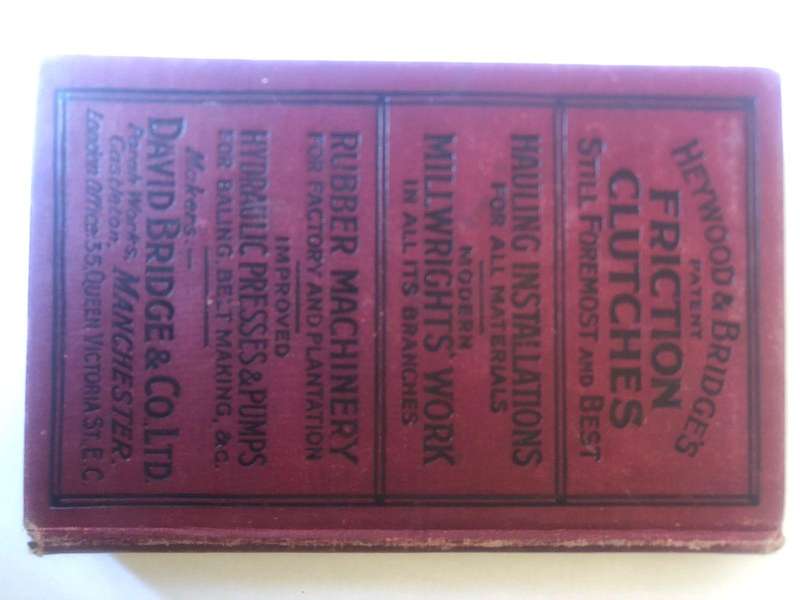 HEYWOOD & BRIDGE'S
PATENT
FRICTION
CLUTCHES
STILL FOREMOST AND BEST
HAULING INSTALLATIONS
FOR ALL MATERIALS
MODERN
MILLWRIGHTS' WORK
IN ALL ITS BRANCHES
RUBBER MACHINERY
FOR FACTORY AND PLANTATION
IMPROVED
HYDRAULIC PRESSES & PUMPS
FOR BALING, BELT MAKING, &c.
Makers:—
DAVID BRIDGE & CO. LTD.
Castleton, MANCHESTER.
London Office: 35, QUEEN VICTORIA ST., E.C.